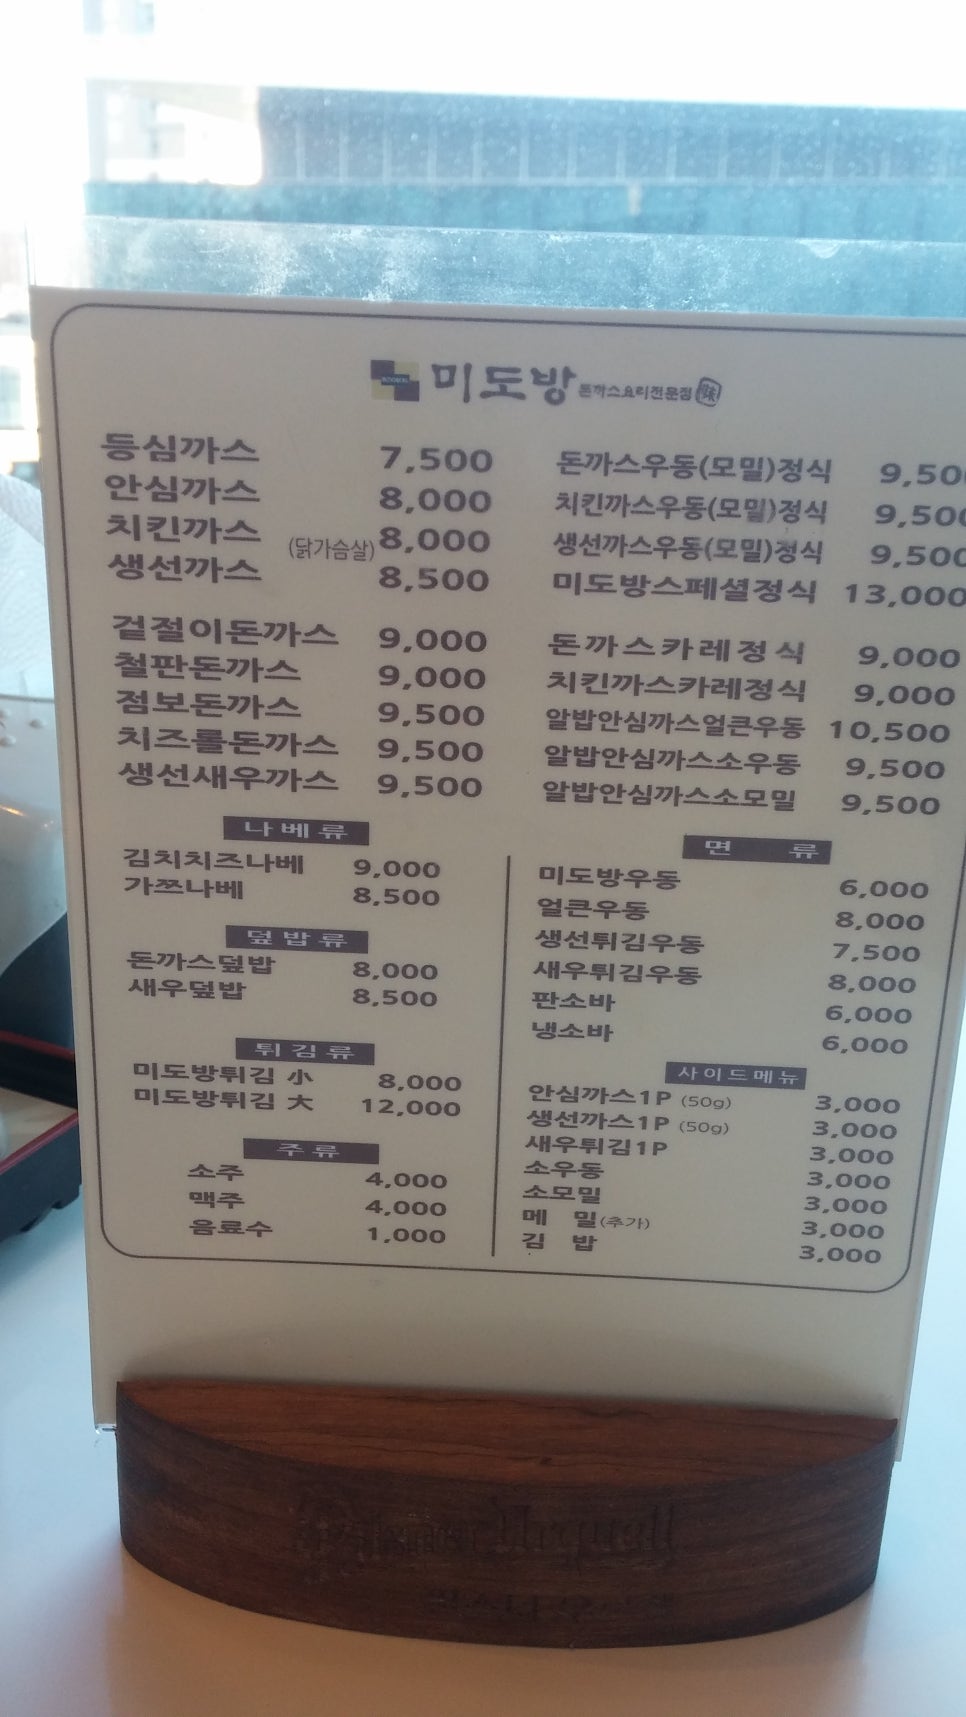 미도방 돈까스요리전문점 味
등심까스 7,500
안심까스 8,000
치킨까스 (닭가슴살) 8,000
생선까스 8,500
겉절이돈까스 9,000
철판돈까스 9,000
점보돈까스 9,500
치즈롤돈까스 9,500
생선새우까스 9,500
나베류
김치치즈나베 9,000
가쯔나베 8,500
덮밥류
돈까스덮밥 8,000
새우덮밥 8,500
튀김류
미도방튀김 小 8,000
미도방튀김 大 12,000
주류
소주 4,000
맥주 4,000
음료수 1,000
돈까스우동(모밀)정식 9,50
치킨까스우동(모밀)정식 9,500
생선까스우동(모밀)정식 9,500
미도방스페셜정식 13,000
돈까스카레정식 9,000
치킨까스카레정식 9,000
알밥안심까스얼큰우동 10,500
알밥안심까스소우동 9,500
알밥안심까스소모밀 9,500
면 류
미도방우동 6,000
얼큰우동 8,000
생선튀김우동 7,500
새우튀김우동 8,000
판소바 6,000
냉소바 6,000
사이드메뉴
안심까스1P (50g) 3,000
생선까스1P (50g) 3,000
새우튀김1P 3,000
소우동 3,000
소모밀 3,000
메 밀(추가) 3,000
김 밥 3,000